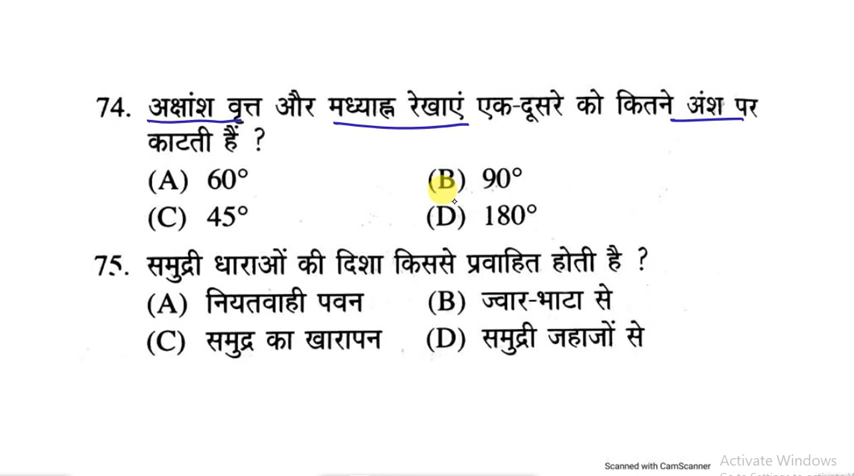 74. अक्षांश वृत्त और मध्याह्न रेखाएं एक-दूसरे को कितने अंश पर
काटती हैं ?
(A) 60° (B) 90°
(C) 45° (D) 180°
75. समुद्री धाराओं की दिशा किससे प्रवाहित होती है ?
(A) नियतवाही पवन (B) ज्वार-भाटा से
(C) समुद्र का खारापन (D) समुद्री जहाजों से
Scanned with CamScanner
Activate Windows